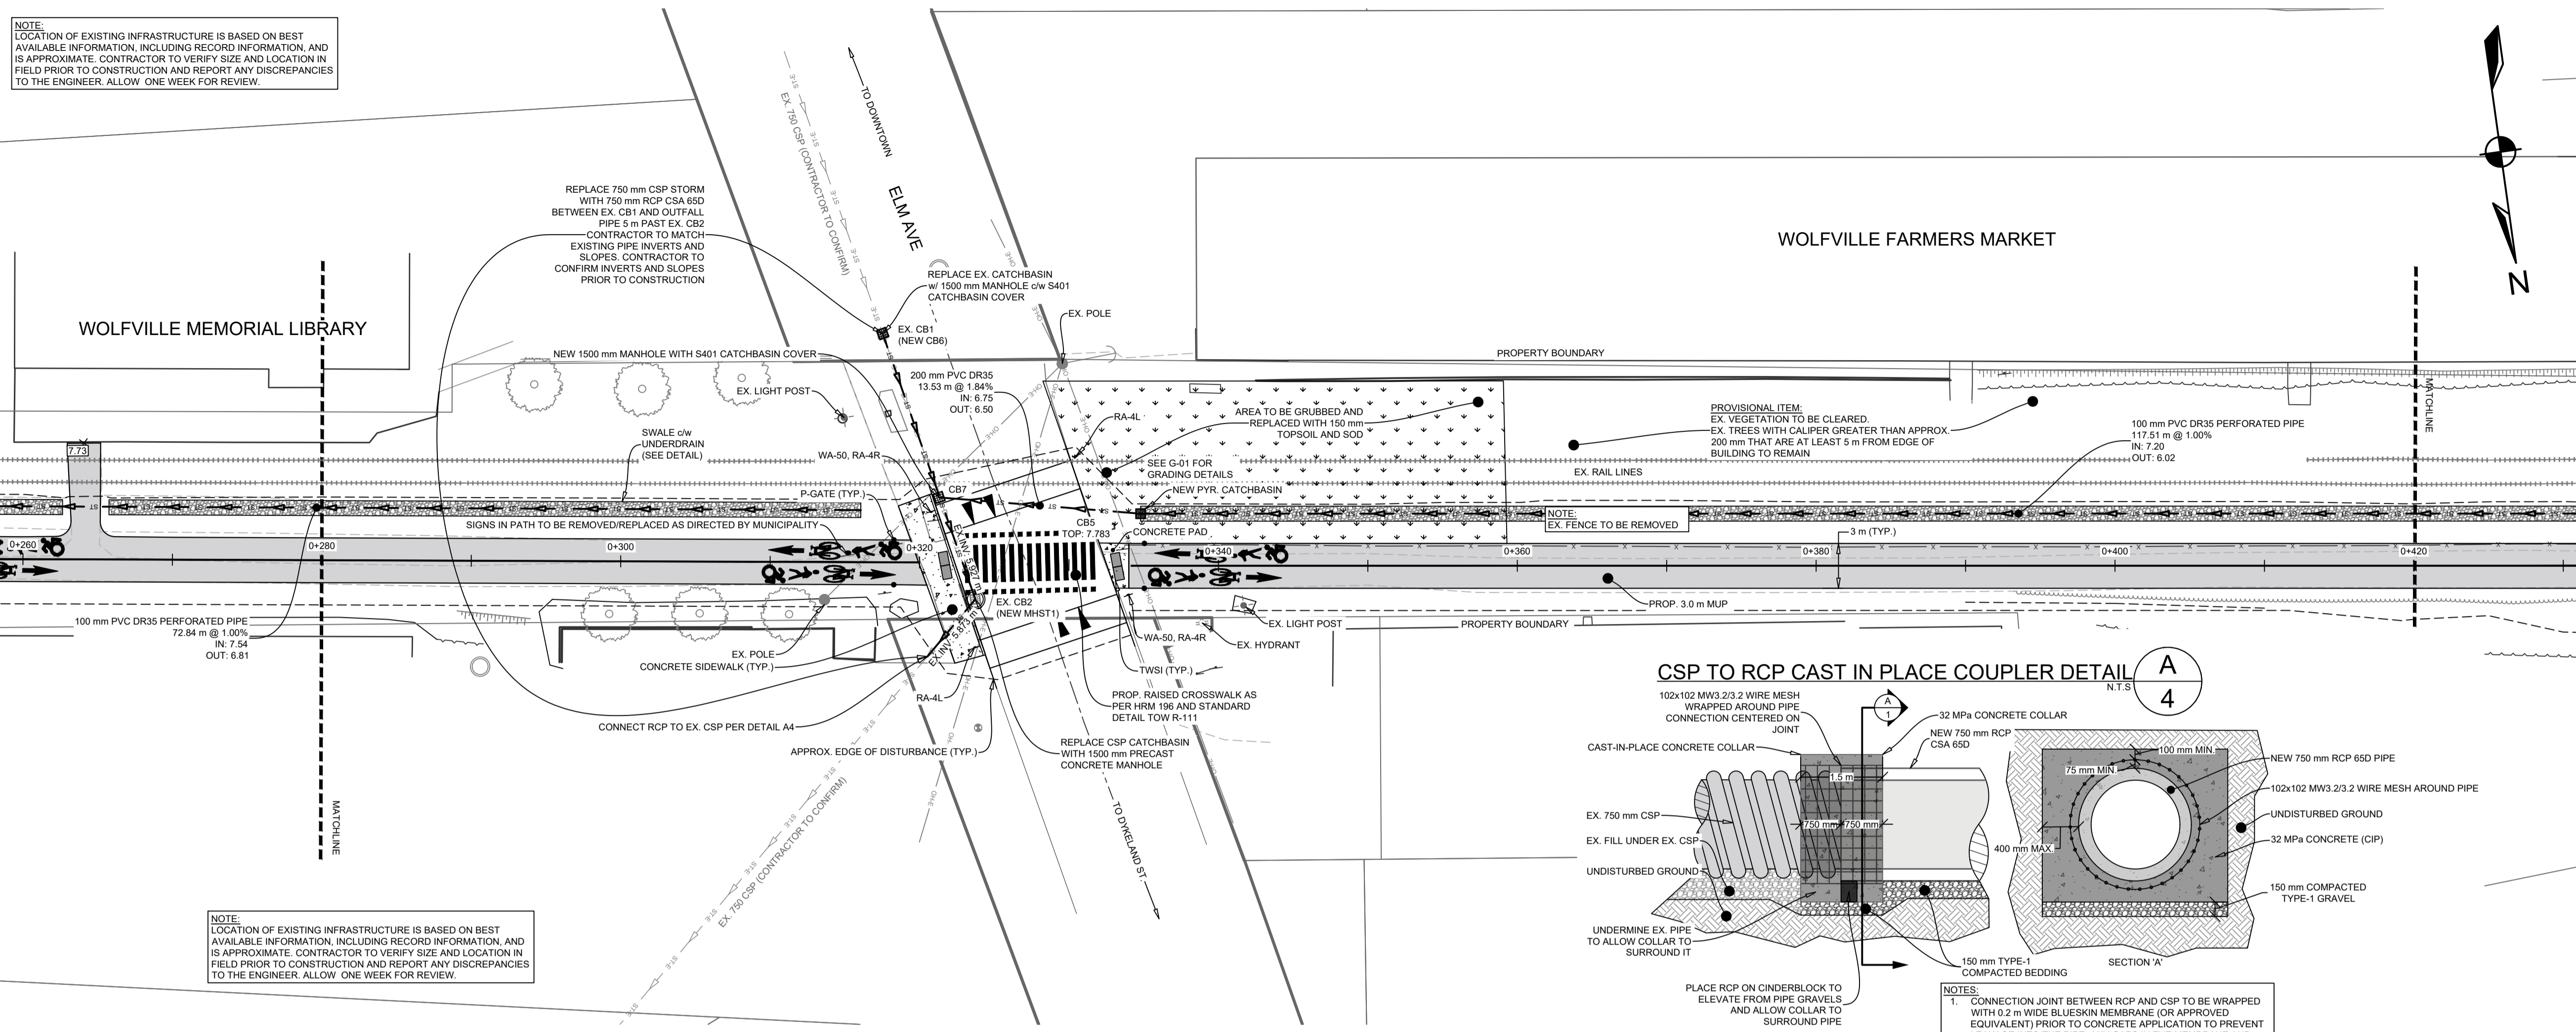 NOTE:
LOCATION OF EXISTING INFRASTRUCTURE IS BASED ON BEST
AVAILABLE INFORMATION, INCLUDING RECORD INFORMATION, AND
IS APPROXIMATE. CONTRACTOR TO VERIFY SIZE AND LOCATION IN
FIELD PRIOR TO CONSTRUCTION AND REPORT ANY DISCREPANCIES
TO THE ENGINEER. ALLOW ONE WEEK FOR REVIEW.
TO DOWNTOWN
ELM AVE
EX. 750 CSP (CONTRACTOR TO CONFIRM)
N
REPLACE 750 mm CSP STORM
WITH 750 mm RCP CSA 65D
BETWEEN EX. CB1 AND OUTFALL
PIPE 5 m PAST EX. CB2
CONTRACTOR TO MATCH
EXISTING PIPE INVERTS AND
SLOPES. CONTRACTOR TO
CONFIRM INVERTS AND SLOPES
PRIOR TO CONSTRUCTION
WOLFVILLE FARMERS MARKET
REPLACE EX. CATCHBASIN
w/ 1500 mm MANHOLE c/w S401
CATCHBASIN COVER
WOLFVILLE MEMORIAL LIBRARY
EX. CB1
(NEW CB6)
EX. POLE
NEW 1500 mm MANHOLE WITH S401 CATCHBASIN COVER
PROPERTY BOUNDARY
200 mm PVC DR35
13.53 m @ 1.84%
IN: 6.75
OUT: 6.50
EX. LIGHT POST
RA-4L
AREA TO BE GRUBBED AND
REPLACED WITH 150 mm
TOPSOIL AND SOD
PROVISIONAL ITEM:
EX. VEGETATION TO BE CLEARED.
EX. TREES WITH CALIPER GREATER THAN APPROX.
200 mm THAT ARE AT LEAST 5 m FROM EDGE OF
BUILDING TO REMAIN
100 mm PVC DR35 PERFORATED PIPE
117.51 m @ 1.00%
IN: 7.20
OUT: 6.02
MATCHLINE
SWALE c/w
UNDERDRAIN
(SEE DETAIL)
7.73
WA-50, RA-4R
SEE G-01 FOR
GRADING DETAILS
EX. RAIL LINES
P-GATE (TYP.)
CB7
NEW PYR. CATCHBASIN
SIGNS IN PATH TO BE REMOVED/REPLACED AS DIRECTED BY MUNICIPALITY
CB5
TOP: 7.783
CONCRETE PAD
NOTE:
EX. FENCE TO BE REMOVED
3 m (TYP.)
0+260
0+280
0+300
0+320
0+340
0+360
0+380
0+400
0+420
EX. INV: 5.927 m
EX. CB2
(NEW MHST1)
PROP. 3.0 m MUP
100 mm PVC DR35 PERFORATED PIPE
72.84 m @ 1.00%
IN: 7.54
OUT: 6.81
EX. INV: 5.873 m
EX. LIGHT POST
PROPERTY BOUNDARY
WA-50, RA-4R
EX. HYDRANT
EX. POLE
CONCRETE SIDEWALK (TYP.)
TWSI (TYP.)
RA-4L
PROP. RAISED CROSSWALK AS
PER HRM 196 AND STANDARD
DETAIL TOW R-111
CONNECT RCP TO EX. CSP PER DETAIL A4
APPROX. EDGE OF DISTURBANCE (TYP.)
REPLACE CSP CATCHBASIN
WITH 1500 mm PRECAST
CONCRETE MANHOLE
MATCHLINE
EX. 750 CSP (CONTRACTOR TO CONFIRM)
TO DYKELAND ST.
CSP TO RCP CAST IN PLACE COUPLER DETAIL
N.T.S
A
4
102x102 MW3.2/3.2 WIRE MESH
WRAPPED AROUND PIPE
CONNECTION CENTERED ON
JOINT
A
1
32 MPa CONCRETE COLLAR
NEW 750 mm RCP
CSA 65D
CAST-IN-PLACE CONCRETE COLLAR
1.5 m
100 mm MIN.
75 mm MIN.
NEW 750 mm RCP 65D PIPE
102x102 MW3.2/3.2 WIRE MESH AROUND PIPE
EX. 750 mm CSP
750 mm
750 mm
UNDISTURBED GROUND
EX. FILL UNDER EX. CSP
400 mm MAX.
32 MPa CONCRETE (CIP)
UNDISTURBED GROUND
150 mm COMPACTED
TYPE-1 GRAVEL
UNDERMINE EX. PIPE
TO ALLOW COLLAR TO
SURROUND IT
150 mm TYPE-1
COMPACTED BEDDING
SECTION 'A'
PLACE RCP ON CINDERBLOCK TO
ELEVATE FROM PIPE GRAVELS
AND ALLOW COLLAR TO
SURROUND PIPE
NOTES:
1. CONNECTION JOINT BETWEEN RCP AND CSP TO BE WRAPPED
WITH 0.2 m WIDE BLUESKIN MEMBRANE (OR APPROVED
EQUIVALENT) PRIOR TO CONCRETE APPLICATION TO PREVENT
NOTE:
LOCATION OF EXISTING INFRASTRUCTURE IS BASED ON BEST
AVAILABLE INFORMATION, INCLUDING RECORD INFORMATION, AND
IS APPROXIMATE. CONTRACTOR TO VERIFY SIZE AND LOCATION IN
FIELD PRIOR TO CONSTRUCTION AND REPORT ANY DISCREPANCIES
TO THE ENGINEER. ALLOW ONE WEEK FOR REVIEW.